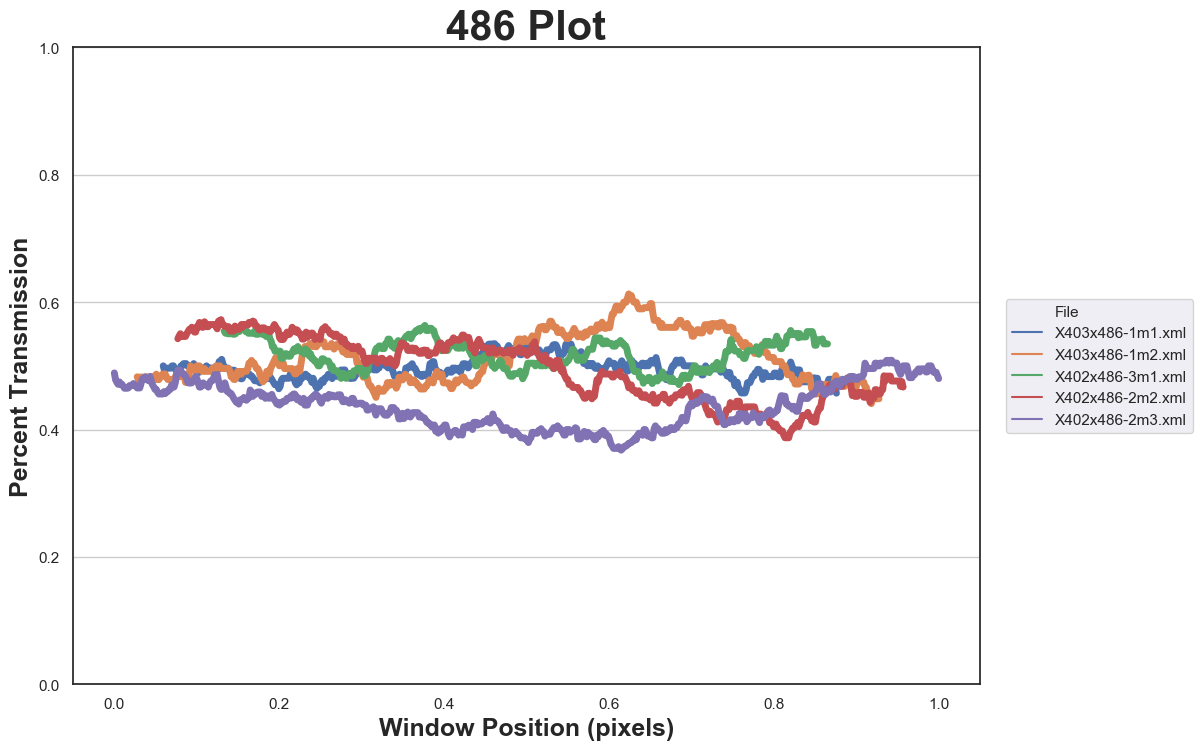 486 Plot
Percent Transmission
1.0
0.8
0.6
0.4
0.2
0.0
0.0 0.2 0.4 0.6 0.8 1.0
Window Position (pixels)
File
X403x486-1m1.xml
X403x486-1m2.xml
X402x486-3m1.xml
X402x486-2m2.xml
X402x486-2m3.xml